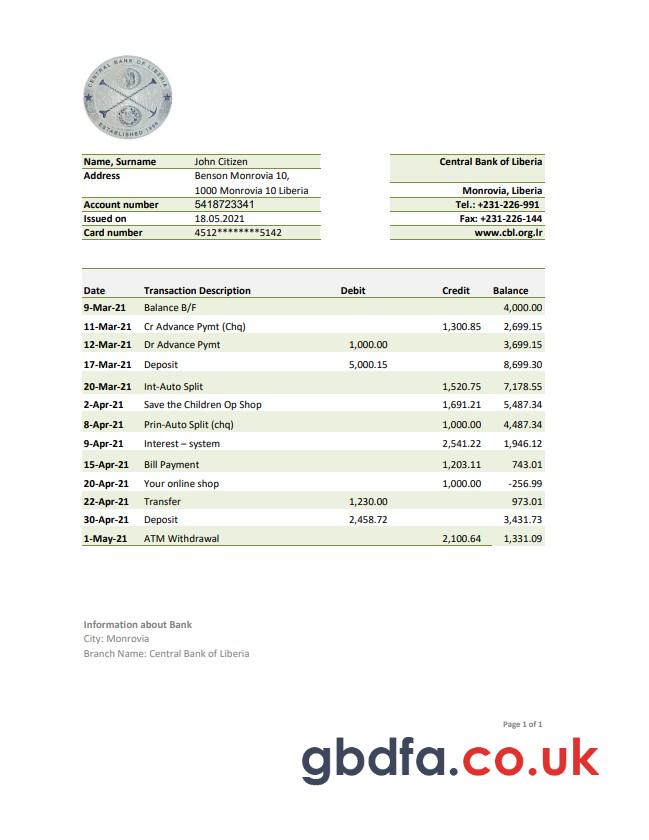 CENTRAL BANK OF LIBERIA
ESTABLISHED 1999
Name, Surname John Citizen
Address Benson Monrovia 10,
1000 Monrovia 10 Liberia
Account number 5418723341
Issued on 18.05.2021
Card number 4512********5142
Central Bank of Liberia
Monrovia, Liberia
Tel.: +231-226-991
Fax: +231-226-144
www.cbl.org.lr
Date Transaction Description Debit Credit Balance
9-Mar-21 Balance B/F 4,000.00
11-Mar-21 Cr Advance Pymt (Chq) 1,300.85 2,699.15
12-Mar-21 Dr Advance Pymt 1,000.00 3,699.15
17-Mar-21 Deposit 5,000.15 8,699.30
20-Mar-21 Int-Auto Split 1,520.75 7,178.55
2-Apr-21 Save the Children Op Shop 1,691.21 5,487.34
8-Apr-21 Prin-Auto Split (chq) 1,000.00 4,487.34
9-Apr-21 Interest – system 2,541.22 1,946.12
15-Apr-21 Bill Payment 1,203.11 743.01
20-Apr-21 Your online shop 1,000.00 -256.99
22-Apr-21 Transfer 1,230.00 973.01
30-Apr-21 Deposit 2,458.72 3,431.73
1-May-21 ATM Withdrawal 2,100.64 1,331.09
Information about Bank
City: Monrovia
Branch Name: Central Bank of Liberia
Page 1 of 1
gbdfa.co.uk